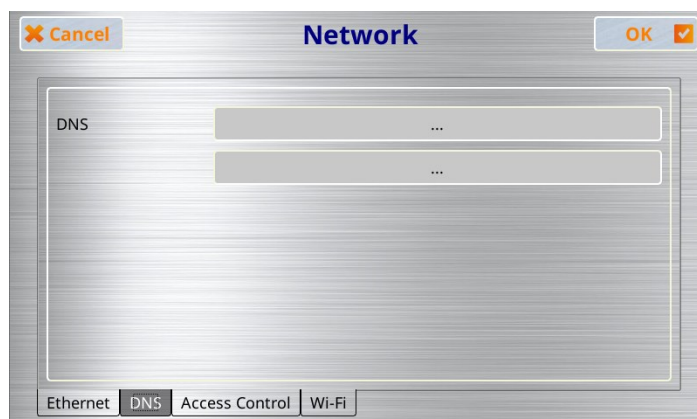 Cancel
Network
OK
DNS
...
...
Ethernet
DNS
Access Control
Wi-Fi